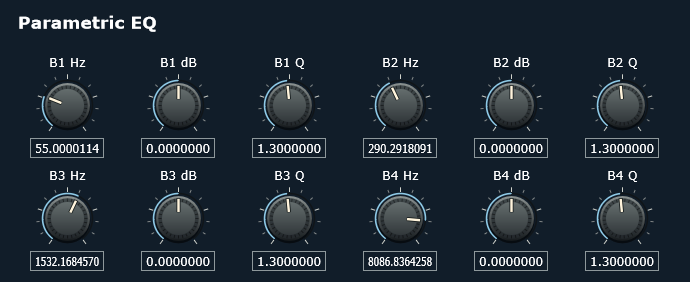 Parametric EQ
B1 Hz B1 dB B1 Q B2 Hz B2 dB B2 Q
55.0000114 0.0000000 1.3000000 290.2918091 0.0000000 1.3000000
B3 Hz B3 dB B3 Q B4 Hz B4 dB B4 Q
1532.1684570 0.0000000 1.3000000 8086.8364258 0.0000000 1.3000000